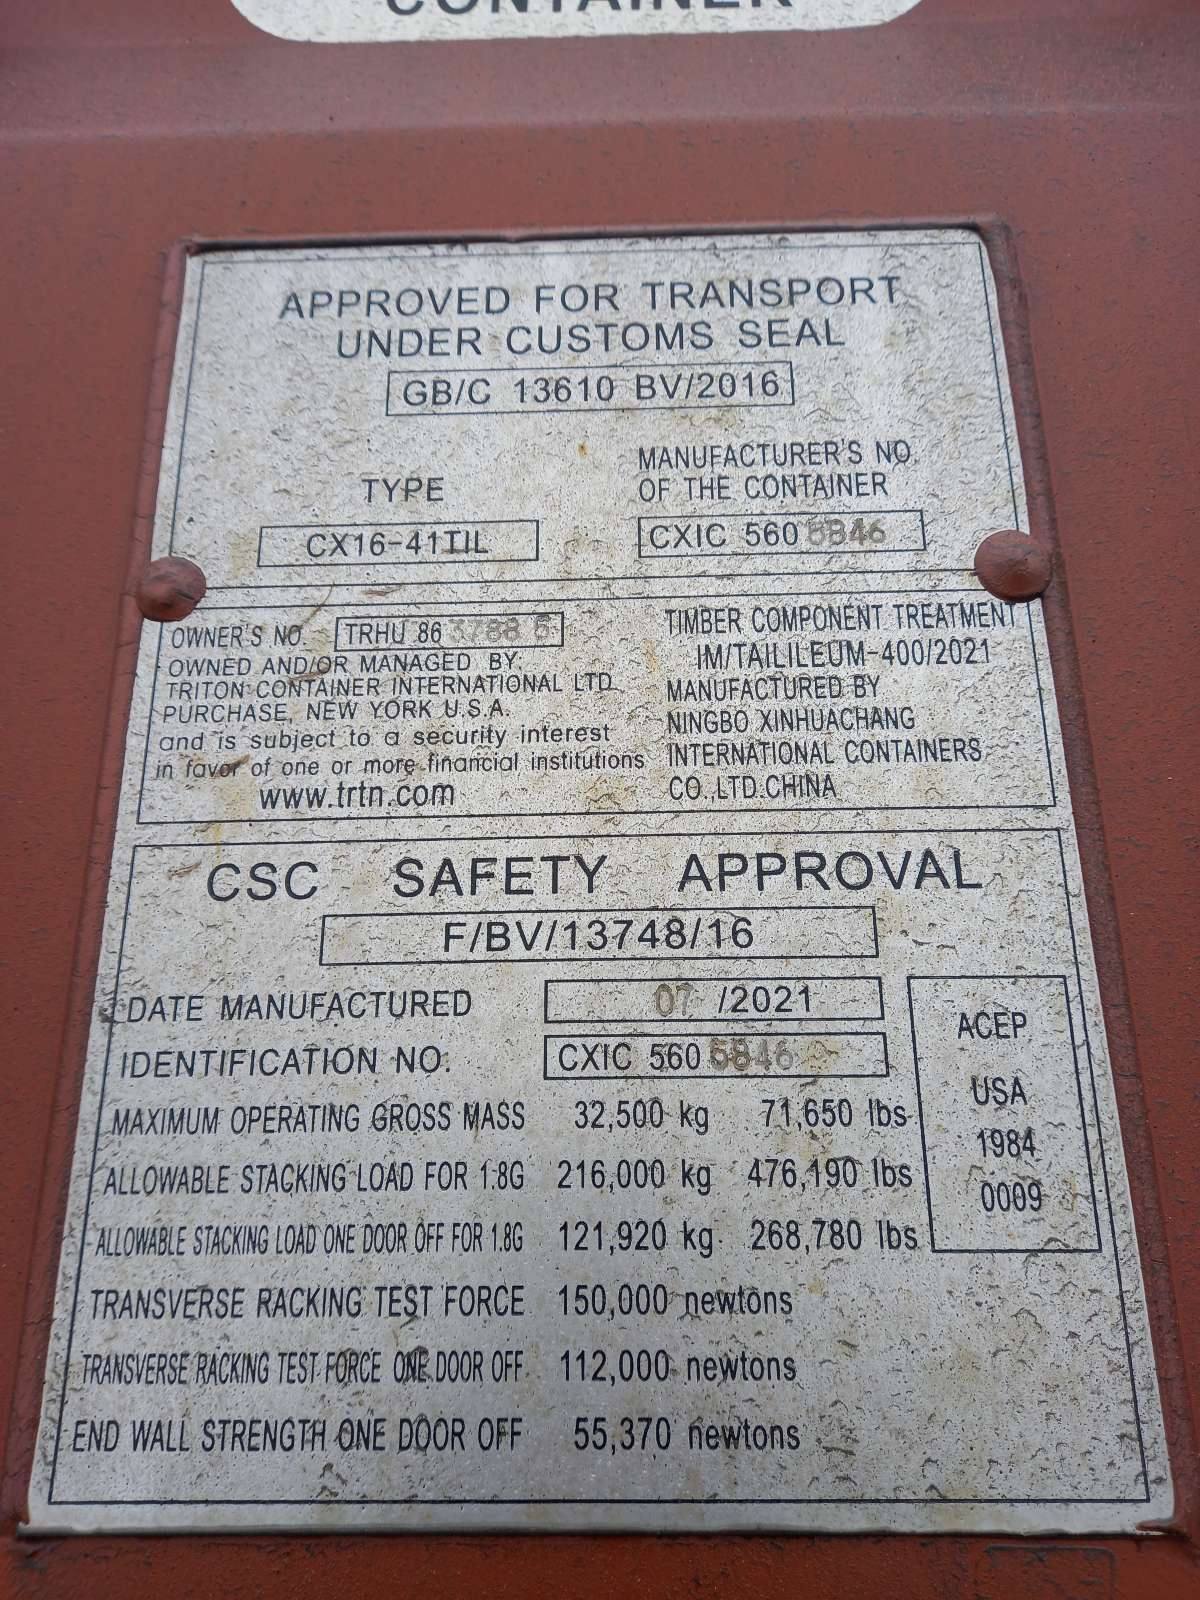 CONTAINER
APPROVED FOR TRANSPORT
UNDER CUSTOMS SEAL
GB/C 13610 BV/2016
TYPE
CX16-41TIL
MANUFACTURER'S NO.
OF THE CONTAINER
CXIC 560 5846
OWNER'S NO. TRHU 86
OWNED AND/OR MANAGED BY:
TRITON CONTAINER INTERNATIONAL LTD.
PURCHASE, NEW YORK U.S.A.
and is subject to a security interest
in favor of one or more financial institutions
www.trtn.com
TIMBER COMPONENT TREATMENT
IM/TAILILEUM-400/2021
MANUFACTURED BY
NINGBO XINHUACHANG
INTERNATIONAL CONTAINERS
CO.,LTD.CHINA
CSC SAFETY APPROVAL
F/BV/13748/16
DATE MANUFACTURED 07 /2021
IDENTIFICATION NO. CXIC 560 5846
MAXIMUM OPERATING GROSS MASS 32,500 kg 71,650 lbs
ALLOWABLE STACKING LOAD FOR 1.8G 216,000 kg 476,190 lbs
ALLOWABLE STACKING LOAD ONE DOOR OFF FOR 1.8G 121,920 kg 268,780 lbs
TRANSVERSE RACKING TEST FORCE 150,000 newtons
TRANSVERSE RACKING TEST FORCE ONE DOOR OFF 112,000 newtons
END WALL STRENGTH ONE DOOR OFF 55,370 newtons
ACEP
USA
1984
0009